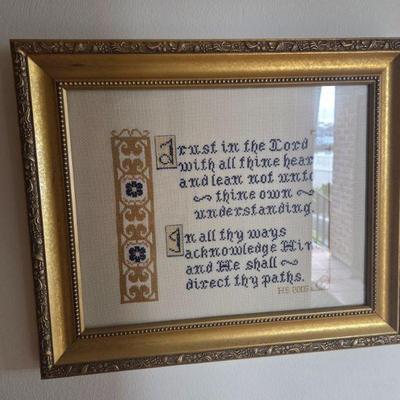 Trust in the Lord
with all thine hear
and lean not unto
thine own
understanding
In all thy ways
acknowledge Him
and He shall
direct thy paths.